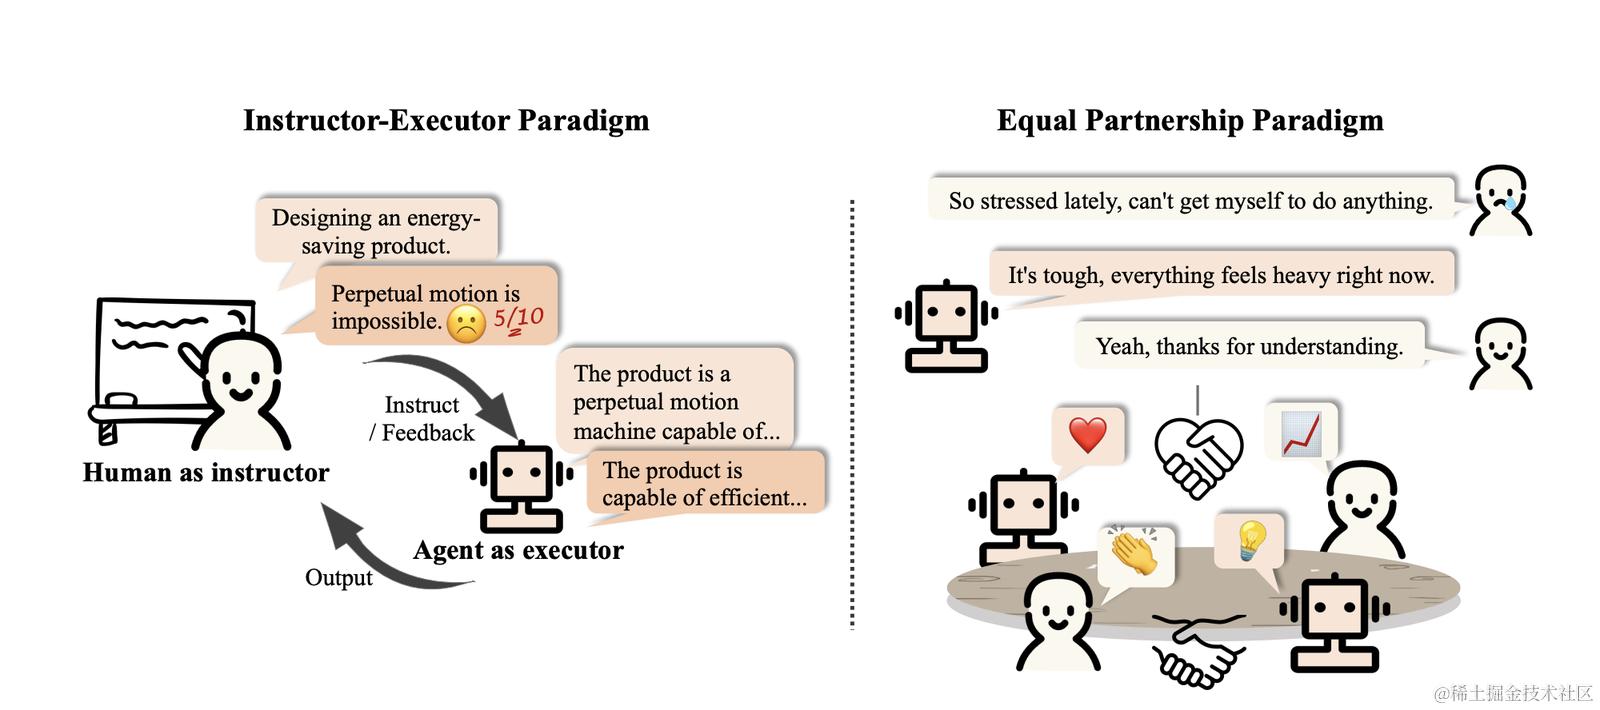 Instructor-Executor Paradigm
Designing an energy-
saving product.
Perpetual motion is
impossible. 5/10
Instruct
/ Feedback
The product is a
perpetual motion
machine capable of...
The product is
capable of efficient...
Human as instructor
Agent as executor
Output
Equal Partnership Paradigm
So stressed lately, can't get myself to do anything.
It's tough, everything feels heavy right now.
Yeah, thanks for understanding.
@稀土掘金技术社区